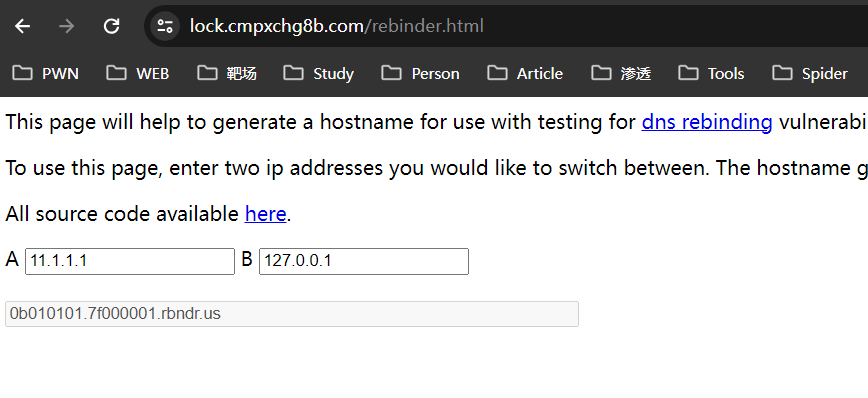 lock.cmpxchg8b.com/rebinder.html
PWN WEB 靶场 Study Person Article 渗透 Tools Spider
This page will help to generate a hostname for use with testing for dns rebinding vulnerabi
To use this page, enter two ip addresses you would like to switch between. The hostname g
All source code available here.
A 11.1.1.1 B 127.0.0.1
0b010101.7f000001.rbndr.us